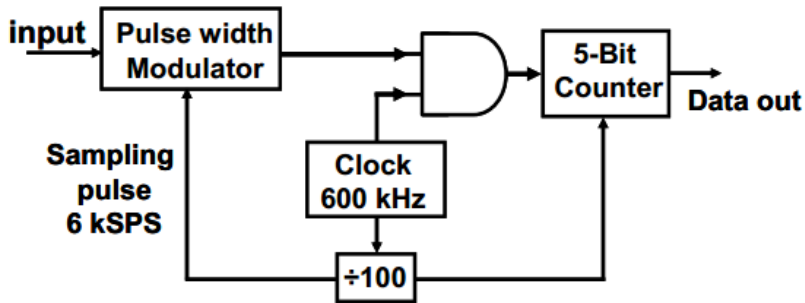 input
Pulse width
Modulator
5-Bit
Counter
Data out
Sampling
pulse
6 kSPS
Clock
600 kHz
÷100